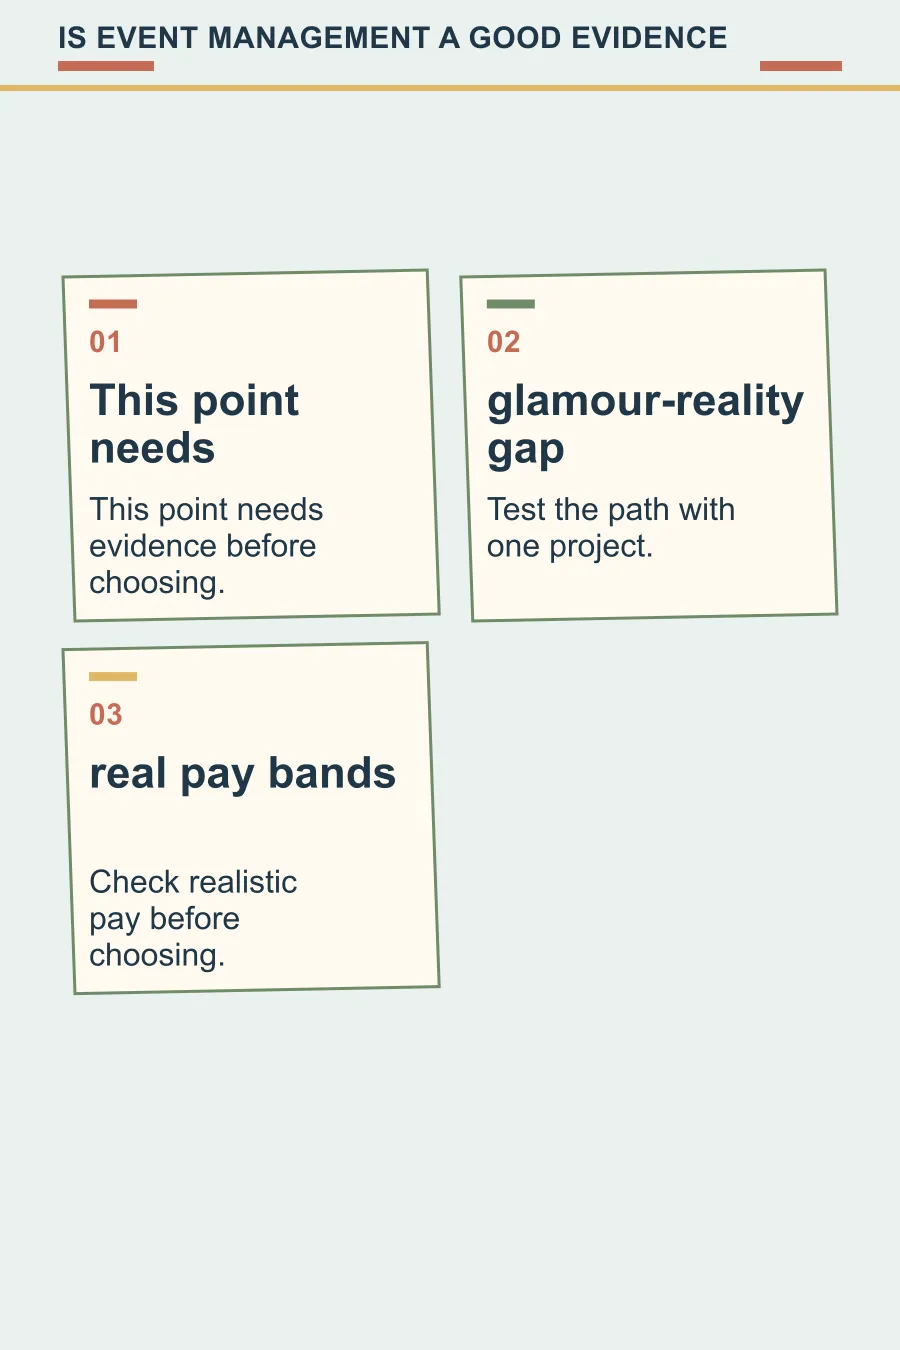 IS EVENT MANAGEMENT A GOOD EVIDENCE
01
This point
needs
This point needs
evidence before
choosing.
02
glamour-reality
gap
Test the path with
one project.
03
real pay bands
Check realistic
pay before
choosing.